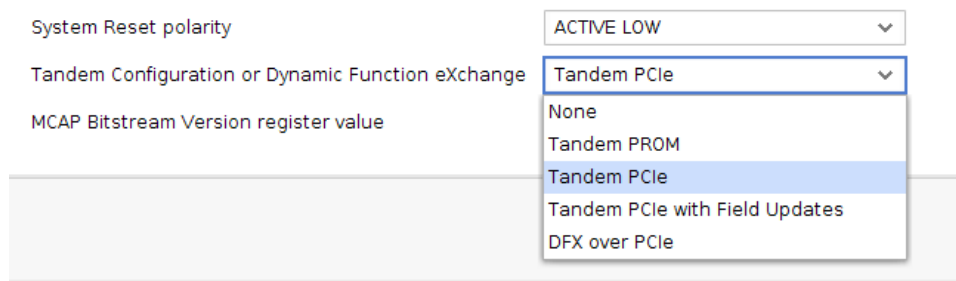 System Reset polarity ACTIVE LOW
Tandem Configuration or Dynamic Function eXchange Tandem PCIe
MCAP Bitstream Version register value
None
Tandem PROM
Tandem PCIe
Tandem PCIe with Field Updates
DFX over PCIe